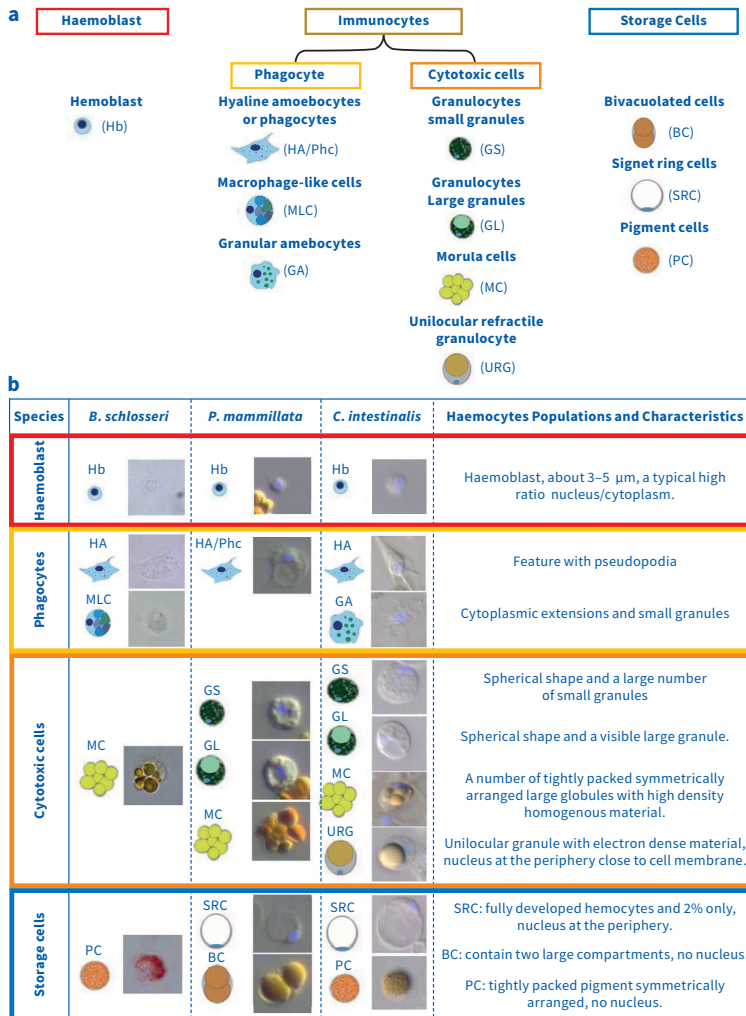 a
Haemoblast
Immunocytes
Storage Cells
Phagocyte
Cytotoxic cells
Hemoblast
(Hb)
Hyaline amoebocytes
or phagocytes
(HA/Phc)
Macrophage-like cells
(MLC)
Granular amebocytes
(GA)
Granulocytes
small granules
(GS)
Granulocytes
Large granules
(GL)
Morula cells
(MC)
Unilocular refractile
granulocyte
(URG)
Bivacuolated cells
(BC)
Signet ring cells
(SRC)
Pigment cells
(PC)
b
Species
B. schlosseri
P. mammillata
C. intestinalis
Haemocytes Populations and Characteristics
Haemoblast
Hb
Hb
Hb
Haemoblast, about 3–5 μm, a typical high
ratio nucleus/cytoplasm.
Phagocytes
HA
HA/Phc
HA
Feature with pseudopodia
MLC
GA
Cytoplasmic extensions and small granules
Cytotoxic cells
MC
GS
GL
MC
GS
GL
MC
URG
Spherical shape and a large number
of small granules
Spherical shape and a visible large granule.
A number of tightly packed symmetrically
arranged large globules with high density
homogenous material.
Unilocular granule with electron dense material,
nucleus at the periphery close to cell membrane.
Storage cells
PC
SRC
BC
SRC
PC
SRC: fully developed hemocytes and 2% only,
nucleus at the periphery.
BC: contain two large compartments, no nucleus
PC: tightly packed pigment symmetrically
arranged, no nucleus.